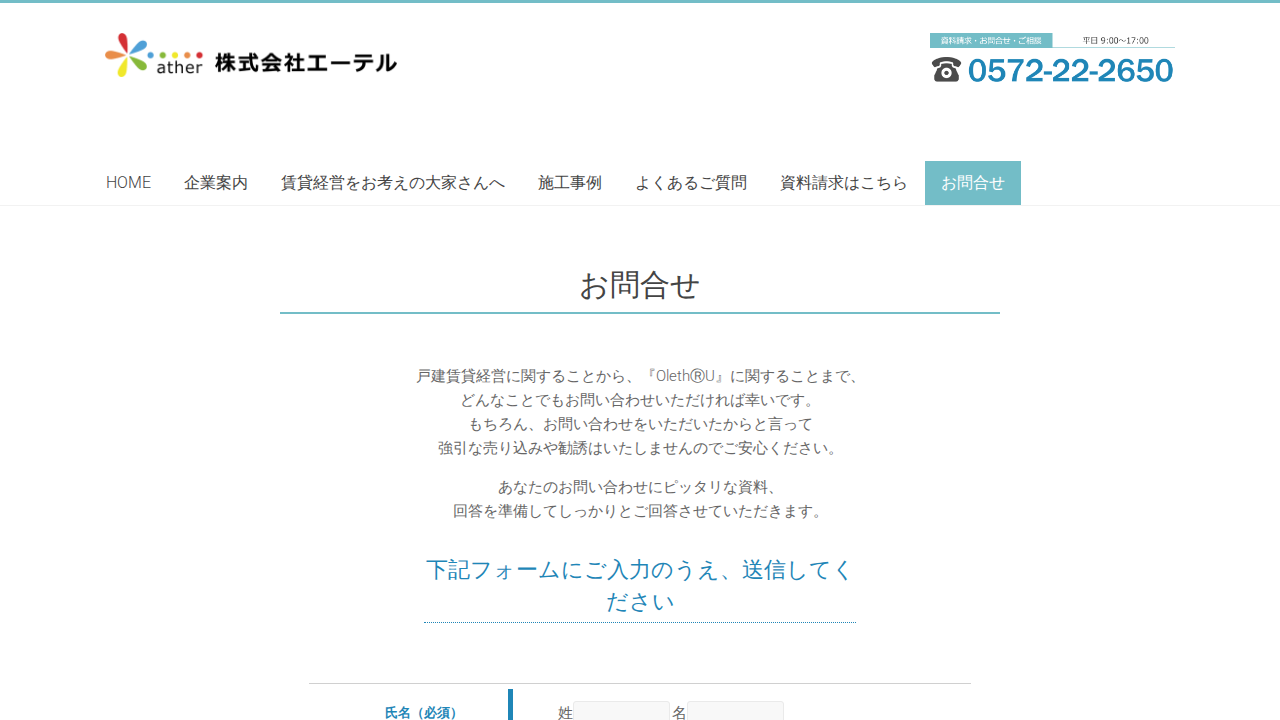 ather 株式会社エーテル
資料請求・お問合せ・ご相談 平日 9:00～17:00
0572-22-2650
HOME 企業案内 賃貸経営をお考えの大家さんへ 施工事例 よくあるご質問 資料請求はこちら お問合せ
お問合せ
戸建賃貸経営に関することから、『OlethⓇU』に関することまで、
どんなことでもお問い合わせいただければ幸いです。
もちろん、お問い合わせをいただいたからと言って
強引な売り込みや勧誘はいたしませんのでご安心ください。
あなたのお問い合わせにピッタリな資料、
回答を準備してしっかりとご回答させていただきます。
下記フォームにご入力のうえ、送信してく
ださい
氏名（必須） 姓 名